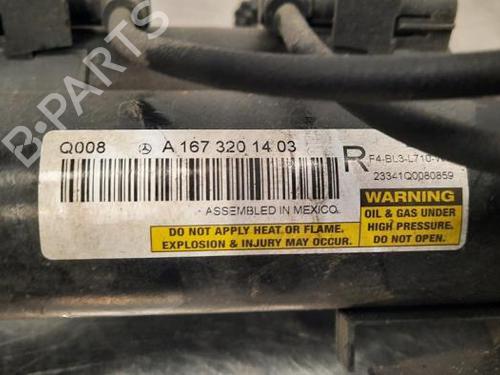 Q008 A 167 320 14 03
R
F4-BL3-L710-
23341Q0080859
ASSEMBLED IN MEXICO
DO NOT APPLY HEAT OR FLAME.
EXPLOSION & INJURY MAY OCCUR.
WARNING
OIL & GAS UNDER
HIGH PRESSURE.
DO NOT OPEN.
B-PARTS